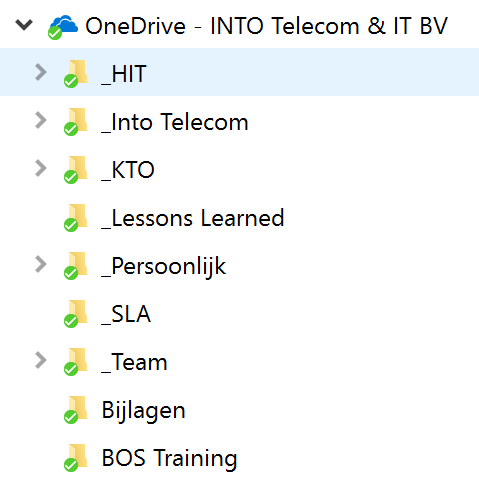 OneDrive - INTO Telecom & IT BV
_HIT
_Into Telecom
_KTO
_Lessons Learned
_Persoonlijk
_SLA
_Team
Bijlagen
BOS Training